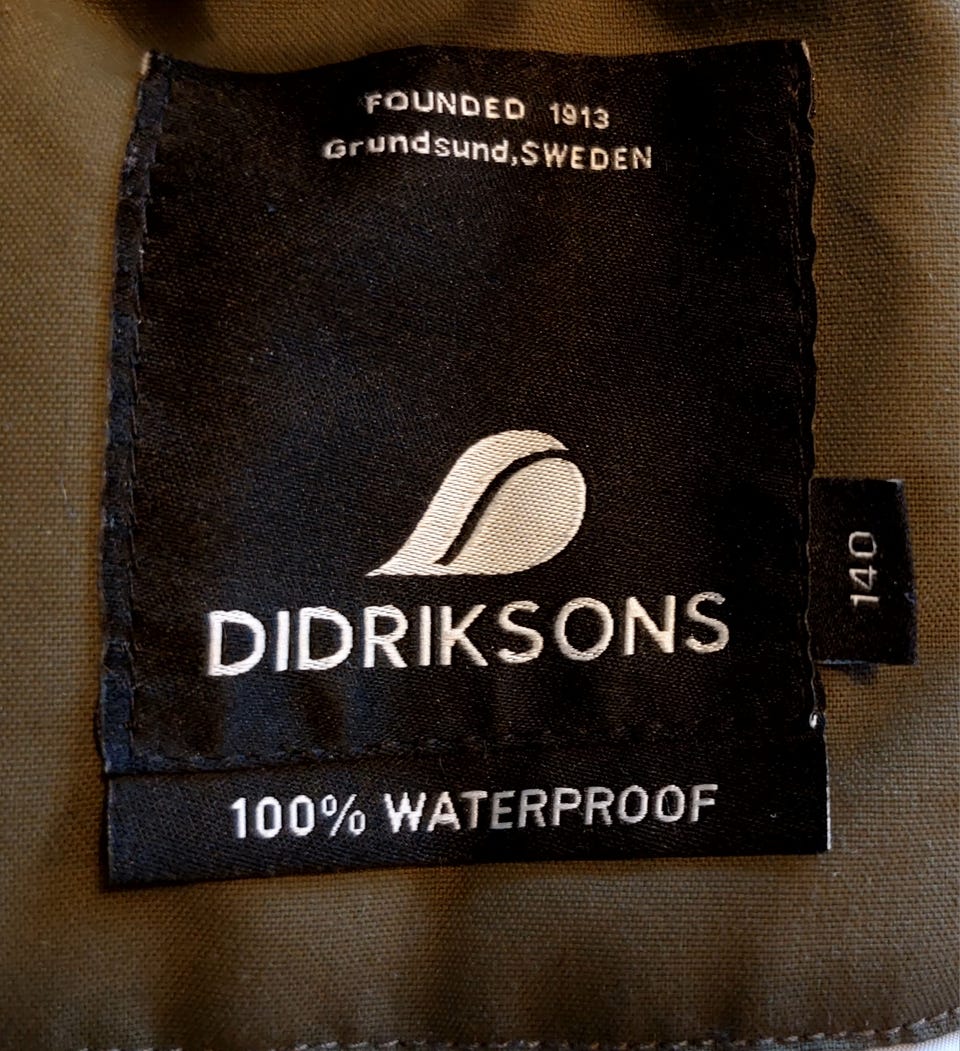 FOUNDED 1913
Grundsund,SWEDEN
DIDRIKSONS
140
100% WATERPROOF